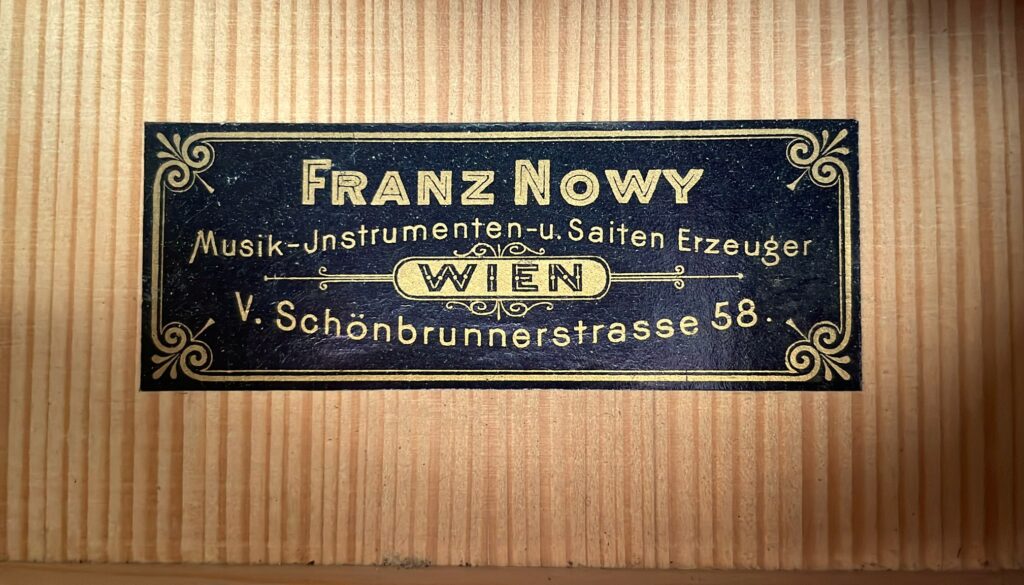 FRANZ NOWY
Musik-Jnstrumenten-u. Saiten Erzeuger
WIEN
V. Schönbrunnerstrasse 58.